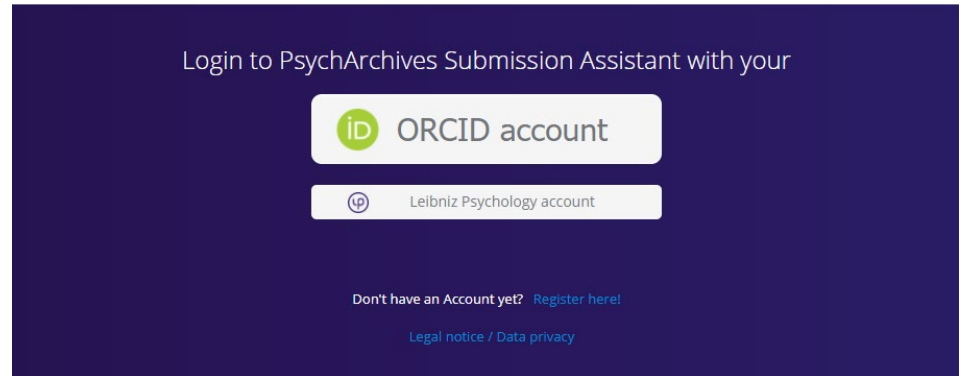 Login to PsychArchives Submission Assistant with your
iD ORCID account
Leibniz Psychology account
Don't have an Account yet? Register here!
Legal notice / Data privacy